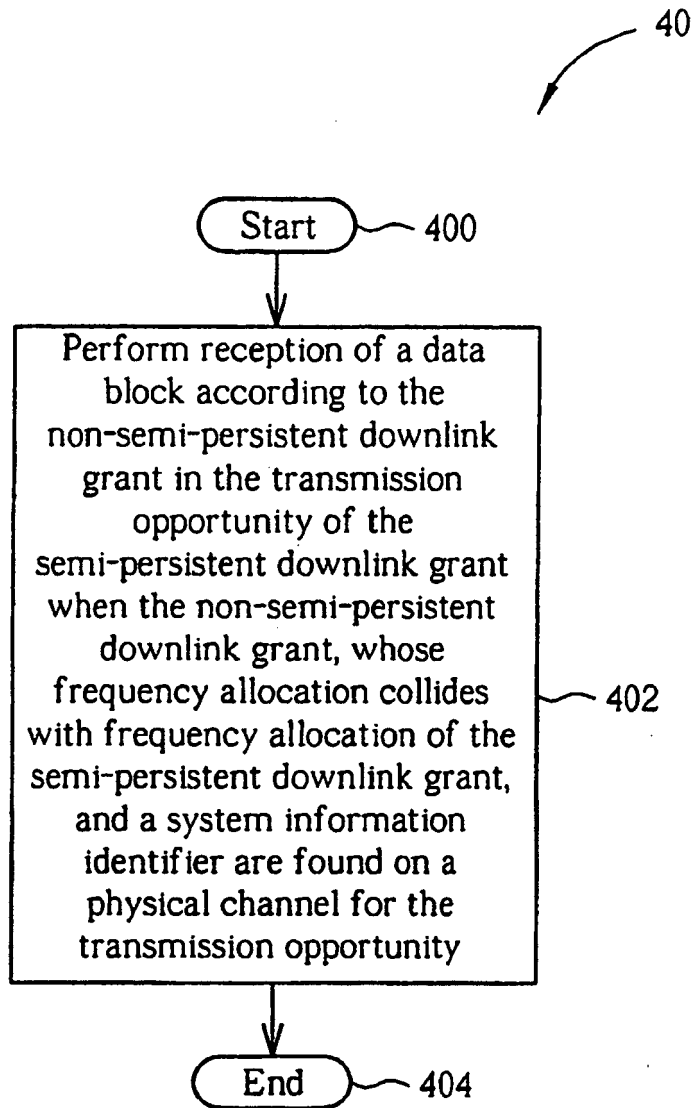 40
Start
400
Perform reception of a data
block according to the
non-semi-persistent downlink
grant in the transmission
opportunity of the
semi-persistent downlink grant
when the non-semi-persistent
downlink grant, whose
frequency allocation collides
with frequency allocation of the
semi-persistent downlink grant,
and a system information
identifier are found on a
physical channel for the
transmission opportunity
402
End
404